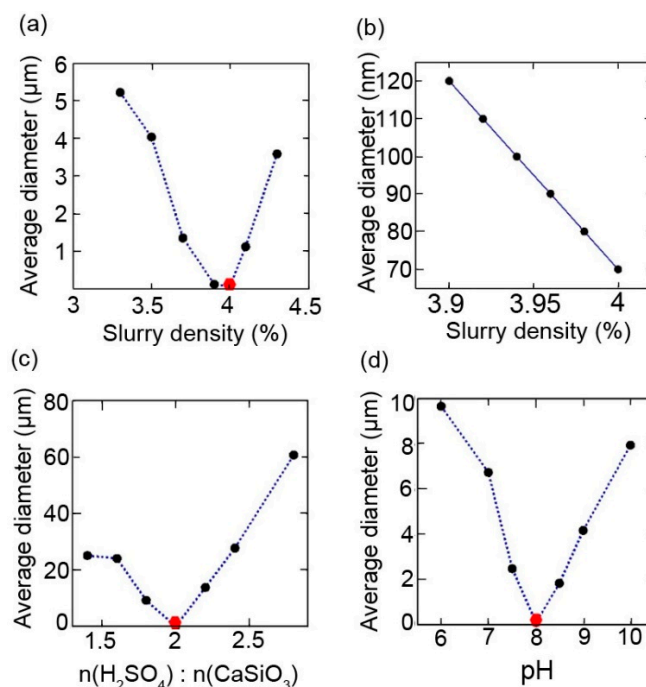 (a)
6
5
4
3
2
1
3 3.5 4 4.5
Average diameter (µm)
Slurry density (%)
(b)
120
110
100
90
80
70
3.9 3.95 4
Average diameter (nm)
Slurry density (%)
(c)
80
60
40
20
0
1.5 2 2.5
Average diameter (µm)
n(H₂SO₄) : n(CaSiO₃)
(d)
10
8
6
4
2
0
6 7 8 9 10
Average diameter (µm)
pH